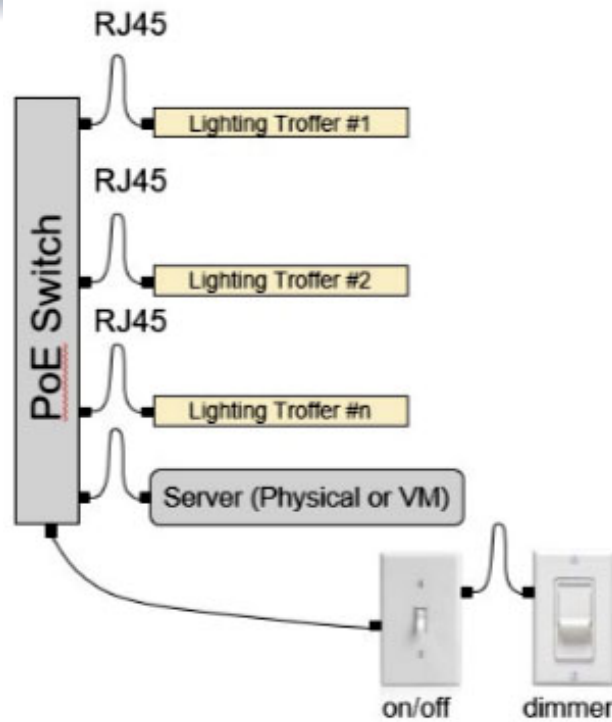 RJ45
Lighting Troffer #1
RJ45
Lighting Troffer #2
RJ45
Lighting Troffer #n
PoE Switch
Server (Physical or VM)
on/off
dimmer